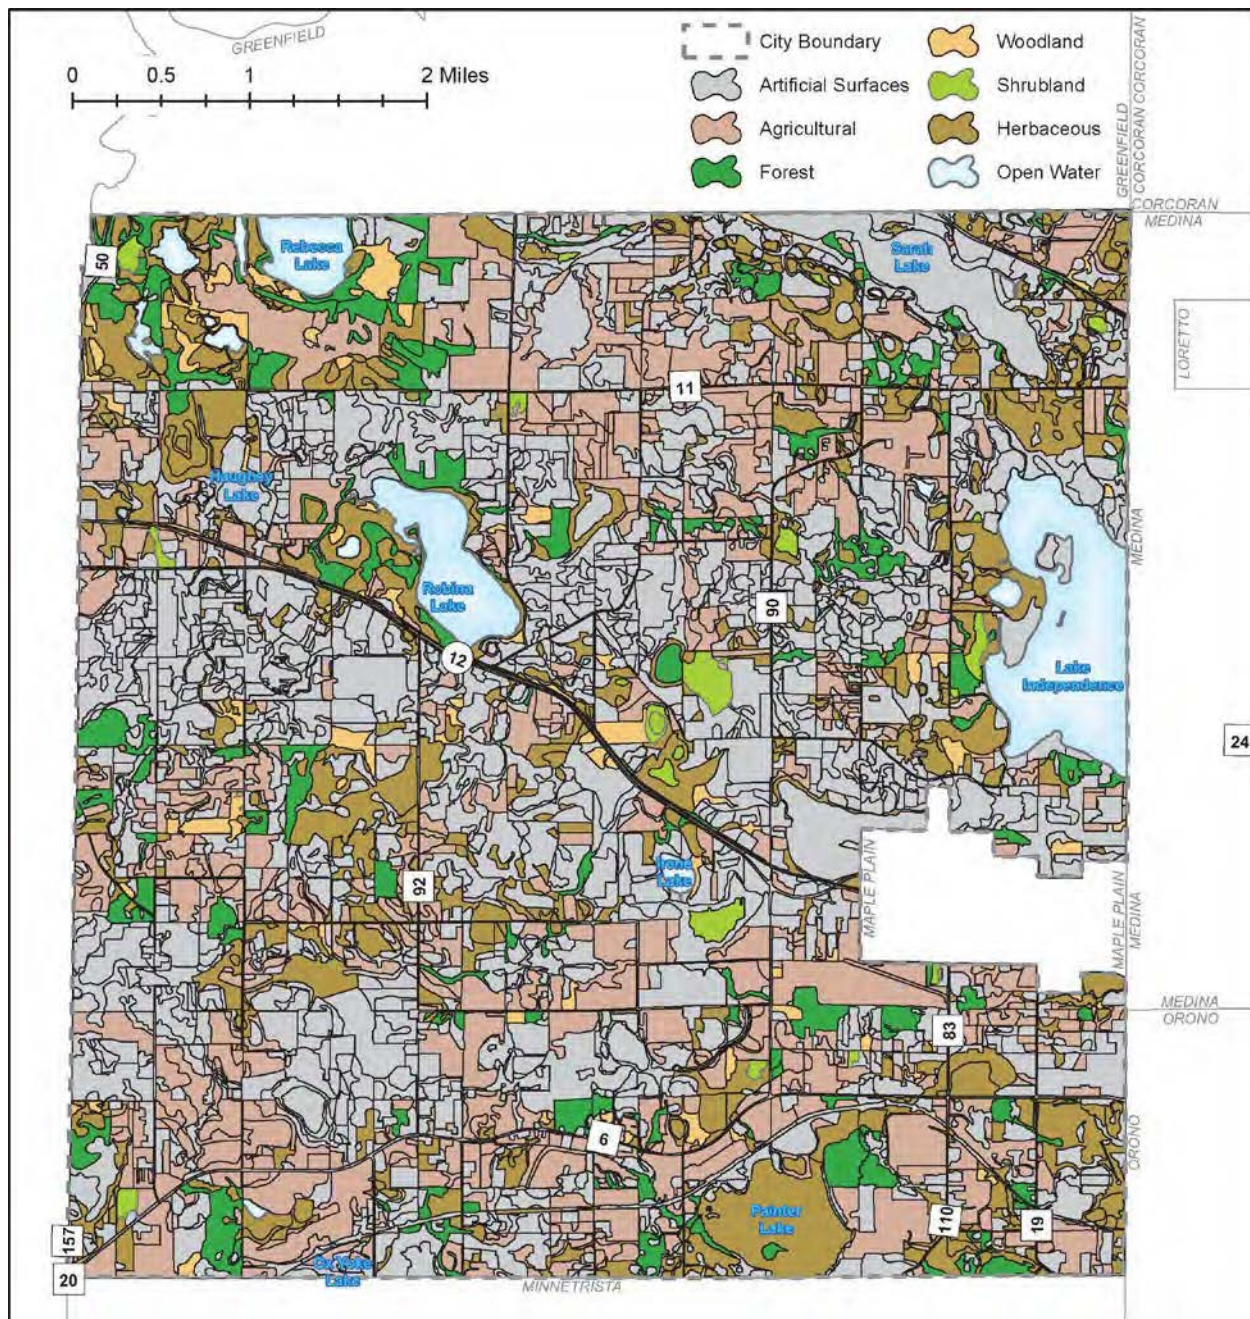 GREENFIELD
0 0.5 1 2 Miles
City Boundary
Artificial Surfaces
Agricultural
Forest
Woodland
Shrubland
Herbaceous
Open Water
GREENFIELD
CORCORAN
CORCORAN
CORCORAN
MEDINA
50
Rebecca
Lake
Sarah
Lake
LORETTO
11
Haughey
Lake
MEDINA
Robina
Lake
90
12
Lake
Independence
24
92
Irene
Lake
MAPLE PLAIN
MAPLE PLAIN
MEDINA
MEDINA
ORONO
83
6
ORONO
Painter
Lake
110
19
157
20
Ox Yoke
Lake
MINNETRISTA